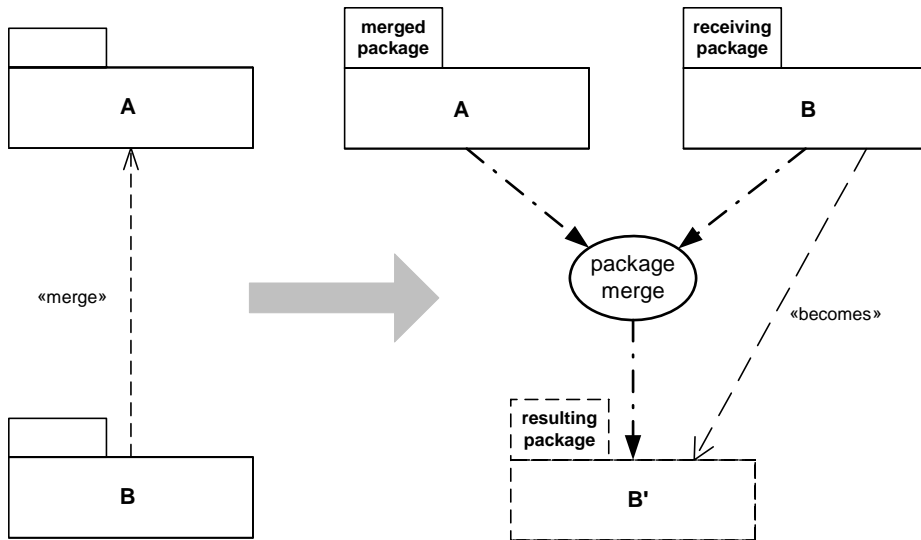 A
«merge»
B
merged
package
A
receiving
package
B
package
merge
«becomes»
resulting
package
B'